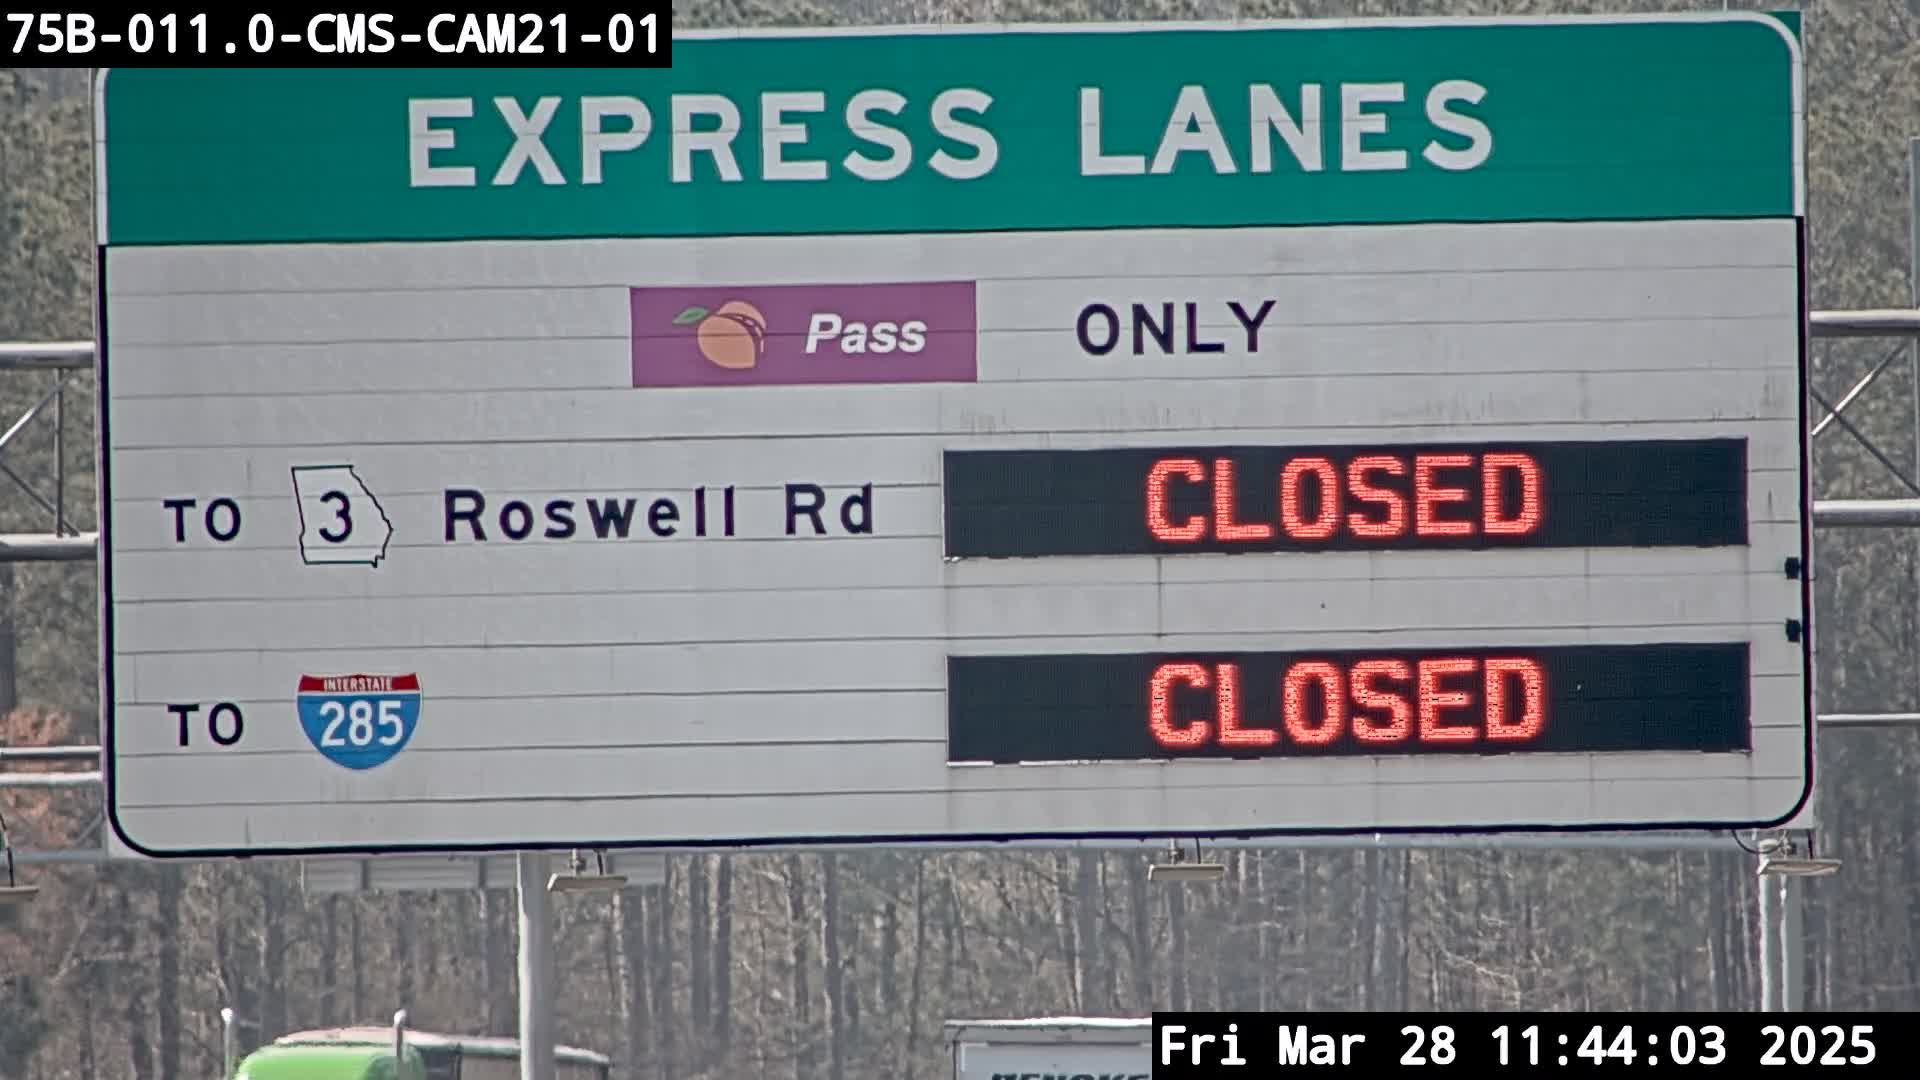 75B-011.0-CMS-CAM21-01
EXPRESS LANES
Pass ONLY
TO 3 Roswell Rd CLOSED
TO INTERSTATE 285 CLOSED
Fri Mar 28 11:44:03 2025